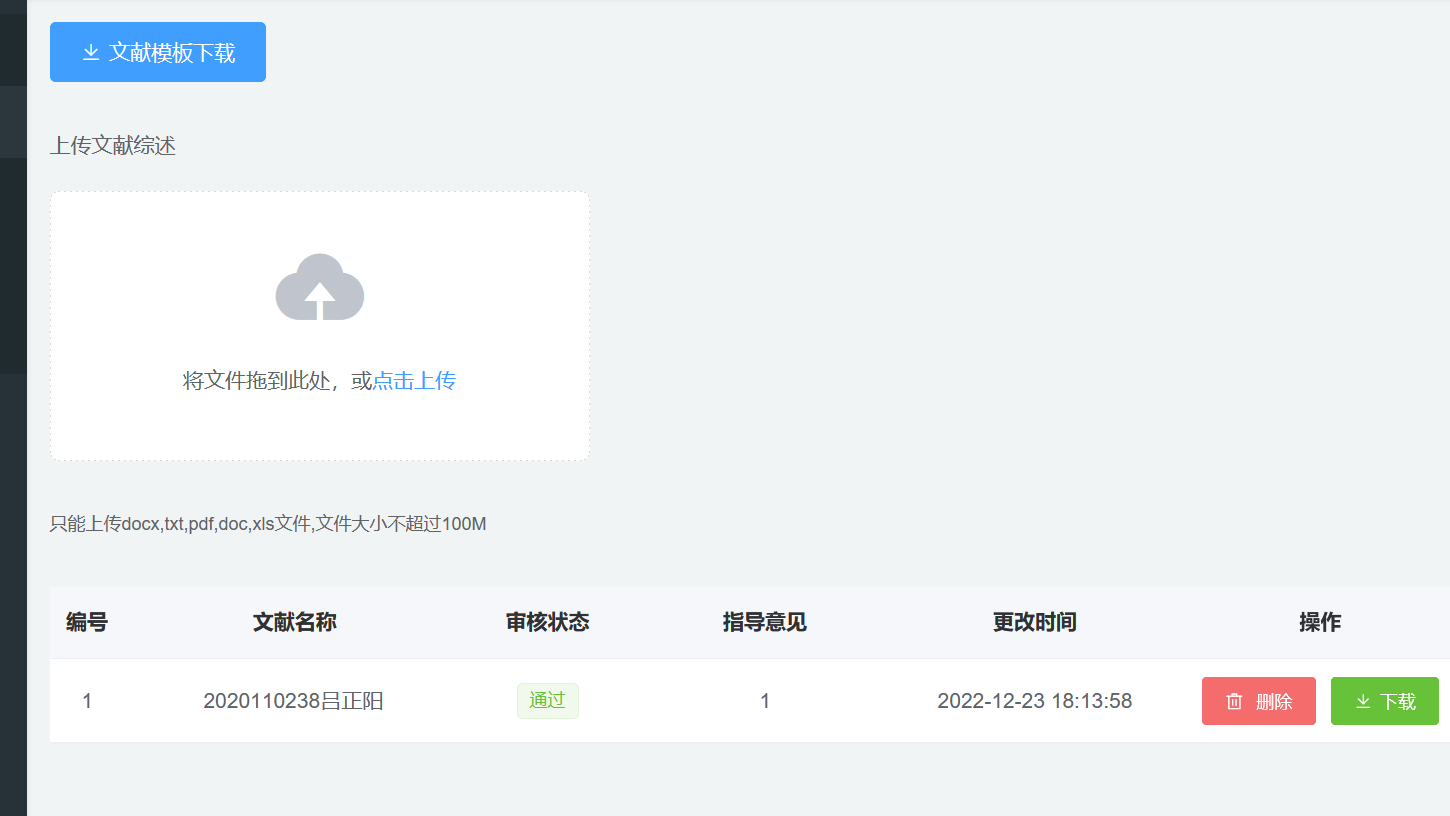 文献模板下载
上传文献综述
将文件拖到此处，或点击上传
只能上传docx,txt,pdf,doc,xls文件,文件大小不超过100M
编号 文献名称 审核状态 指导意见 更改时间 操作
1 2020110238吕正阳 通过 1 2022-12-23 18:13:58 删除 下载